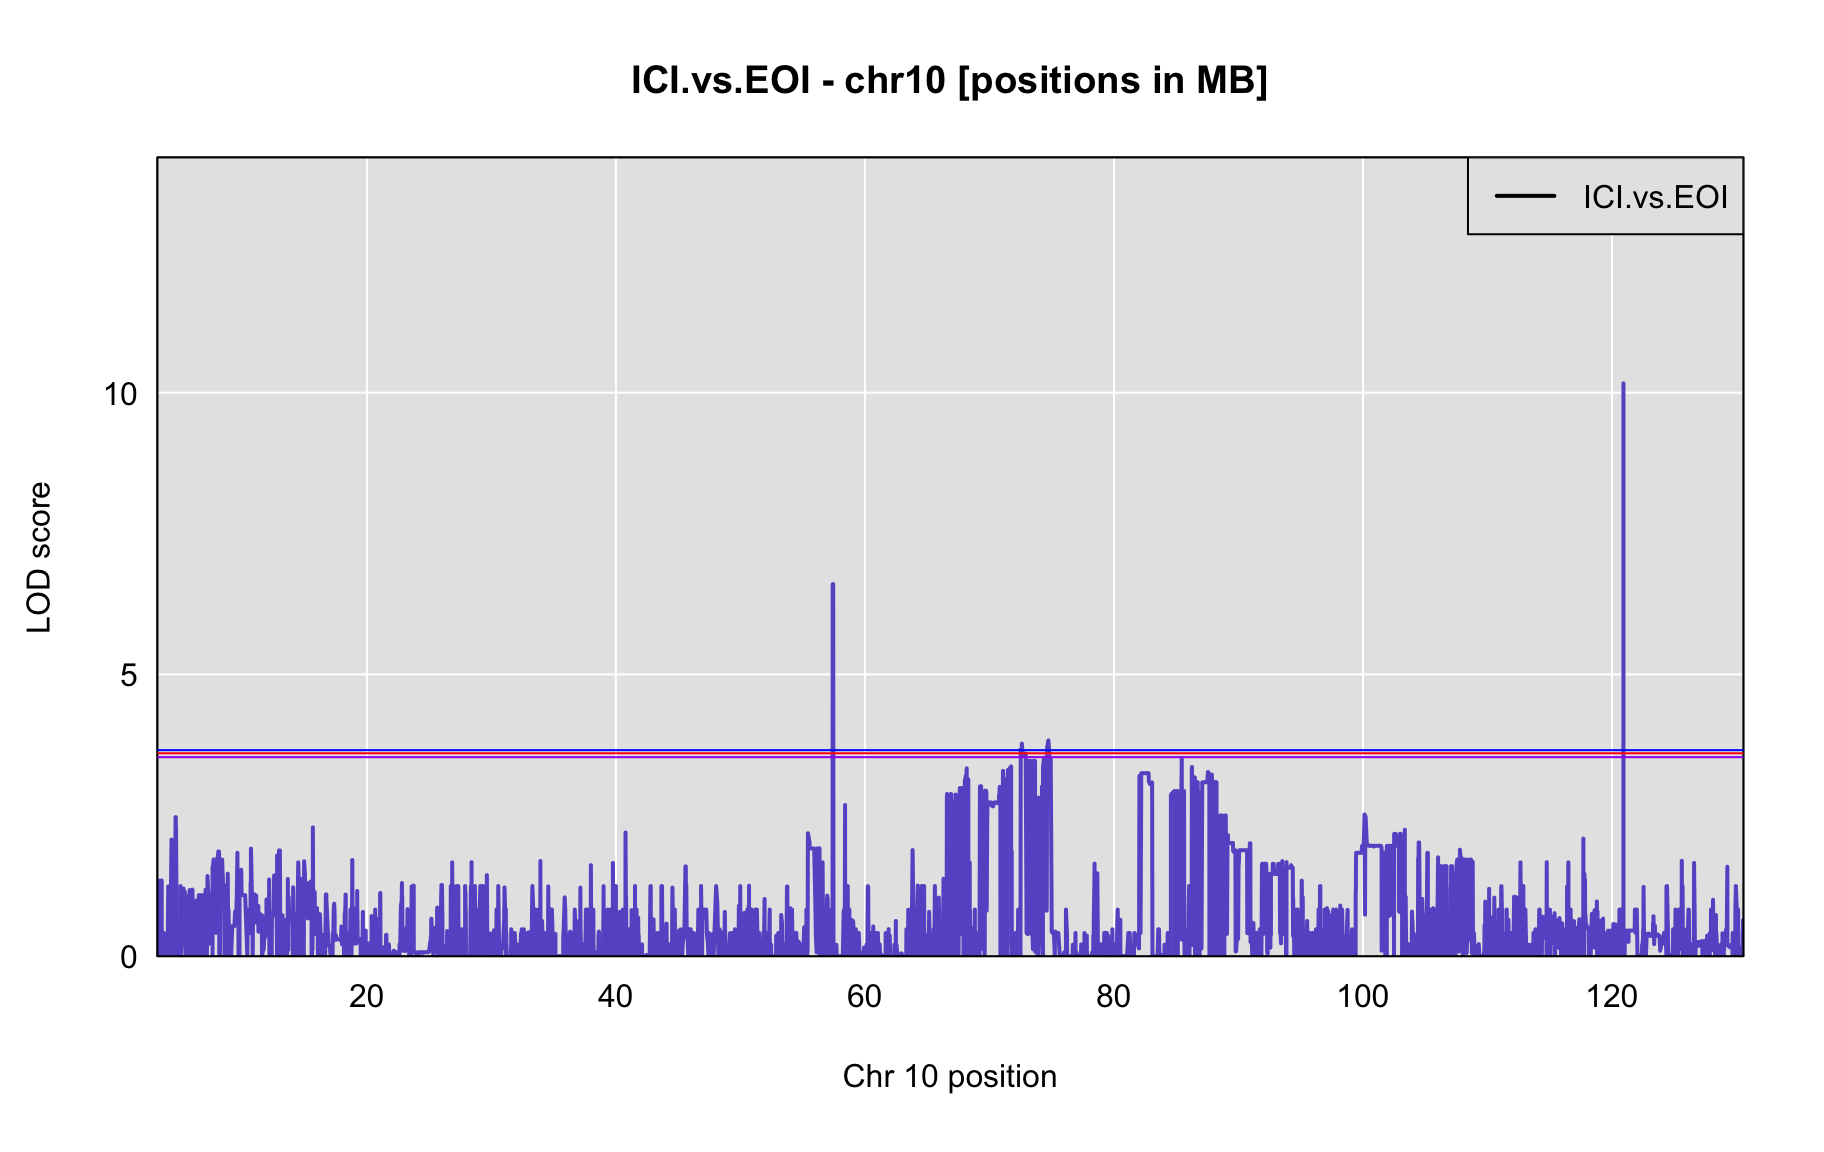 ICI.vs.EOI - chr10 [positions in MB]
ICI.vs.EOI
LOD score
10
5
0
20 40 60 80 100 120
Chr 10 position